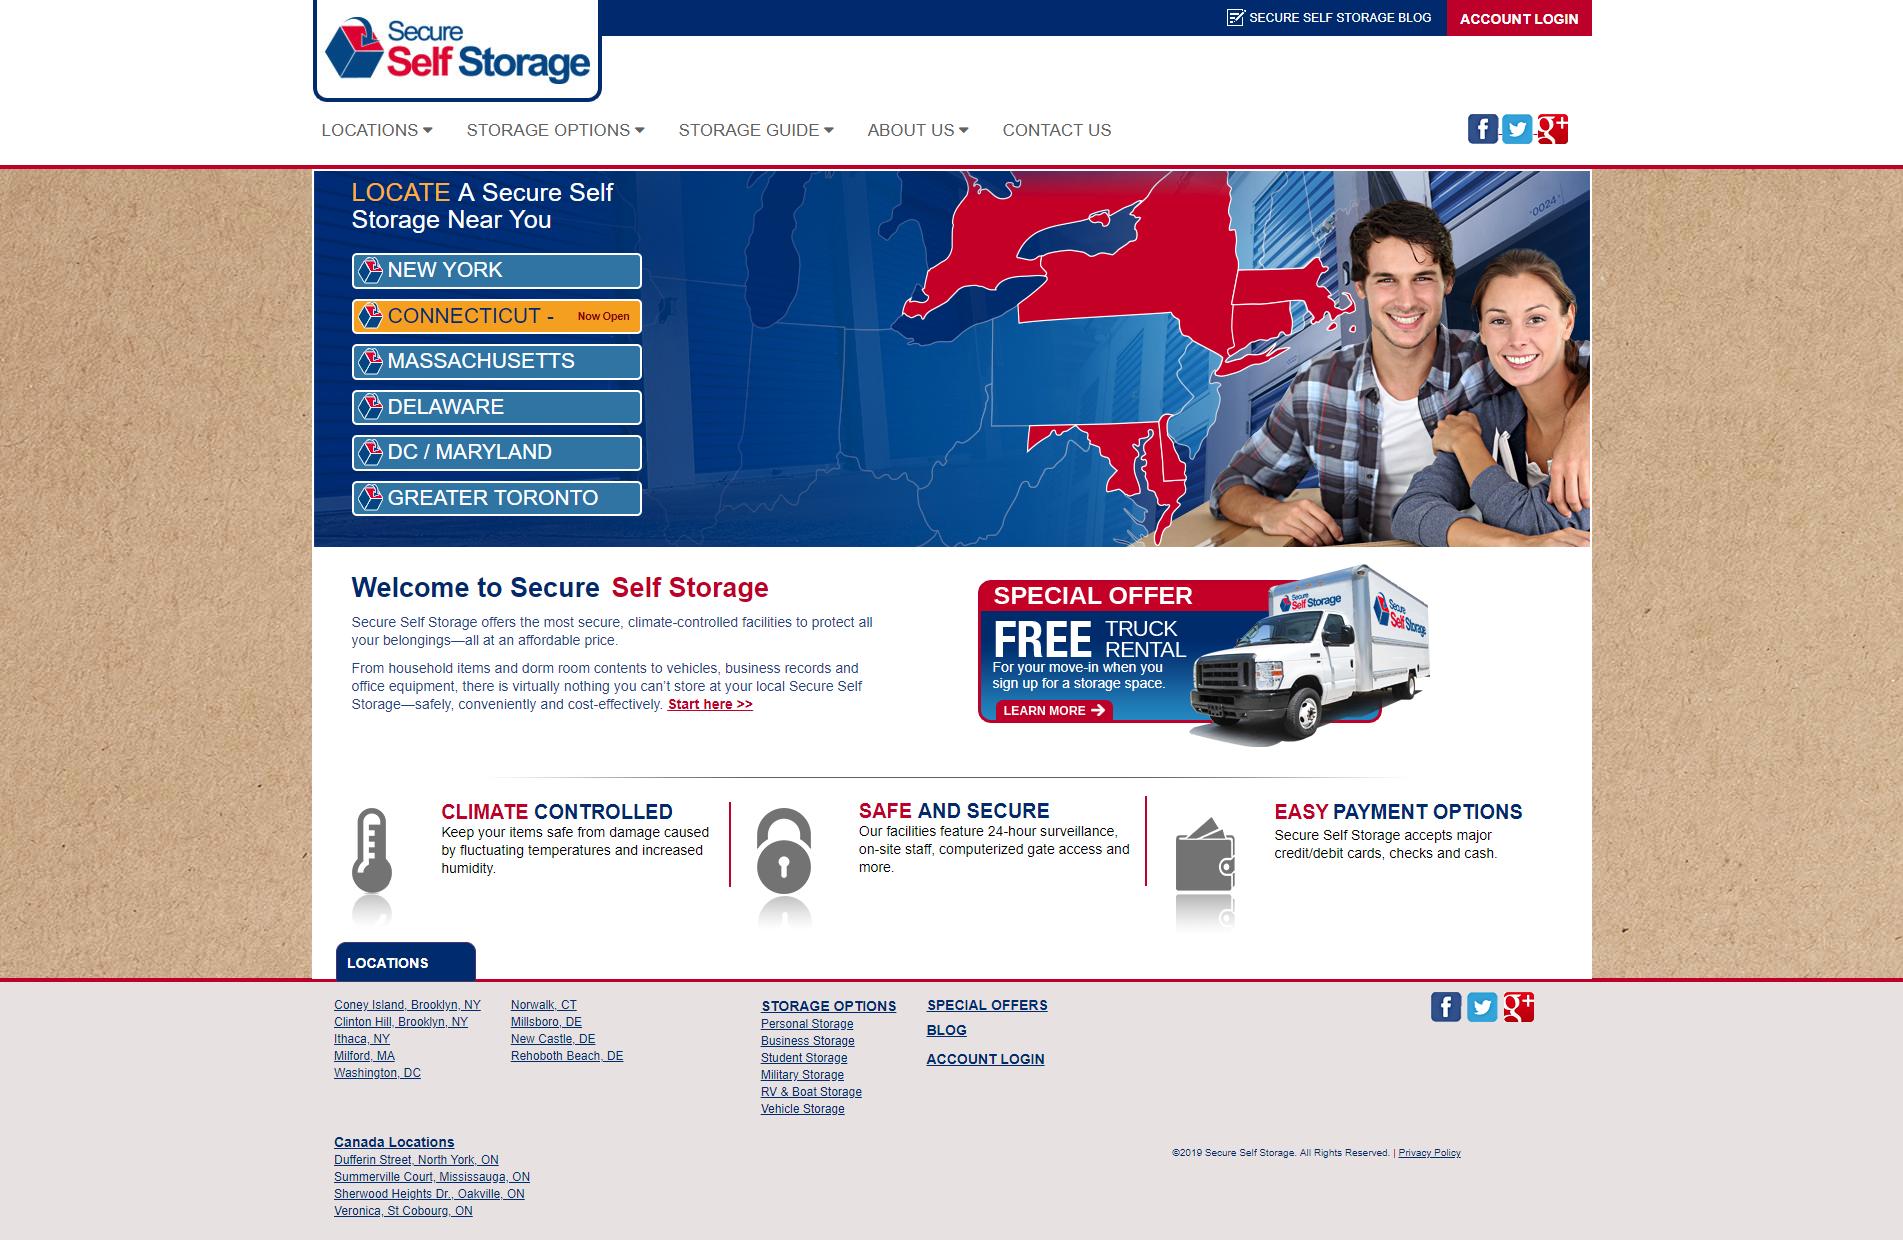 Secure
Self Storage
SECURE SELF STORAGE BLOG
ACCOUNT LOGIN
LOCATIONS
STORAGE OPTIONS
STORAGE GUIDE
ABOUT US
CONTACT US
LOCATE A Secure Self
Storage Near You
NEW YORK
CONNECTICUT - Now Open
MASSACHUSETTS
DELAWARE
DC / MARYLAND
GREATER TORONTO
0024
Welcome to Secure Self Storage
Secure Self Storage offers the most secure, climate-controlled facilities to protect all
your belongings—all at an affordable price.
From household items and dorm room contents to vehicles, business records and
office equipment, there is virtually nothing you can’t store at your local Secure Self
Storage—safely, conveniently and cost-effectively. Start here >>
SPECIAL OFFER
FREE TRUCK
RENTAL
For your move-in when you
sign up for a storage space.
LEARN MORE
Secure
Self Storage
Secure
Self Storage
CLIMATE CONTROLLED
Keep your items safe from damage caused
by fluctuating temperatures and increased
humidity.
SAFE AND SECURE
Our facilities feature 24-hour surveillance,
on-site staff, computerized gate access and
more.
EASY PAYMENT OPTIONS
Secure Self Storage accepts major
credit/debit cards, checks and cash.
LOCATIONS
Coney Island, Brooklyn, NY
Clinton Hill, Brooklyn, NY
Ithaca, NY
Milford, MA
Washington, DC
Norwalk, CT
Millsboro, DE
New Castle, DE
Rehoboth Beach, DE
STORAGE OPTIONS
Personal Storage
Business Storage
Student Storage
Military Storage
RV & Boat Storage
Vehicle Storage
SPECIAL OFFERS
BLOG
ACCOUNT LOGIN
Canada Locations
Dufferin Street, North York, ON
Summerville Court, Mississauga, ON
Sherwood Heights Dr., Oakville, ON
Veronica, St Cobourg, ON
©2019 Secure Self Storage. All Rights Reserved. | Privacy Policy